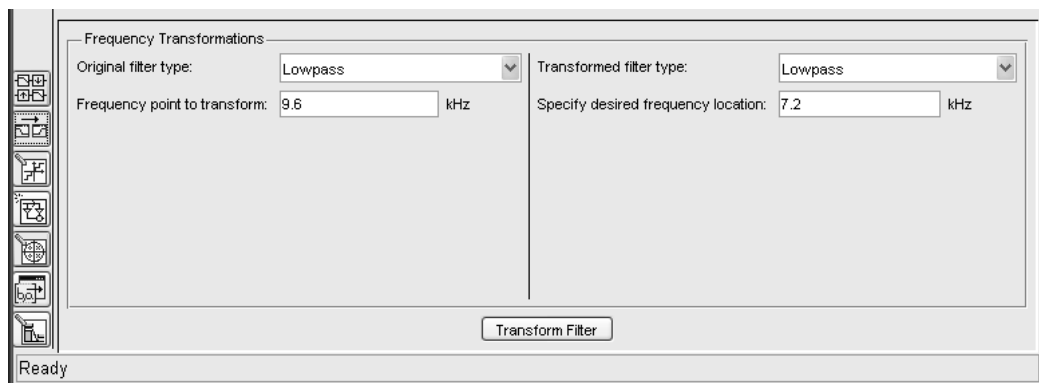 Frequency Transformations
Original filter type: Lowpass
Transformed filter type: Lowpass
Frequency point to transform: 9.6 kHz
Specify desired frequency location: 7.2 kHz
Transform Filter
Ready